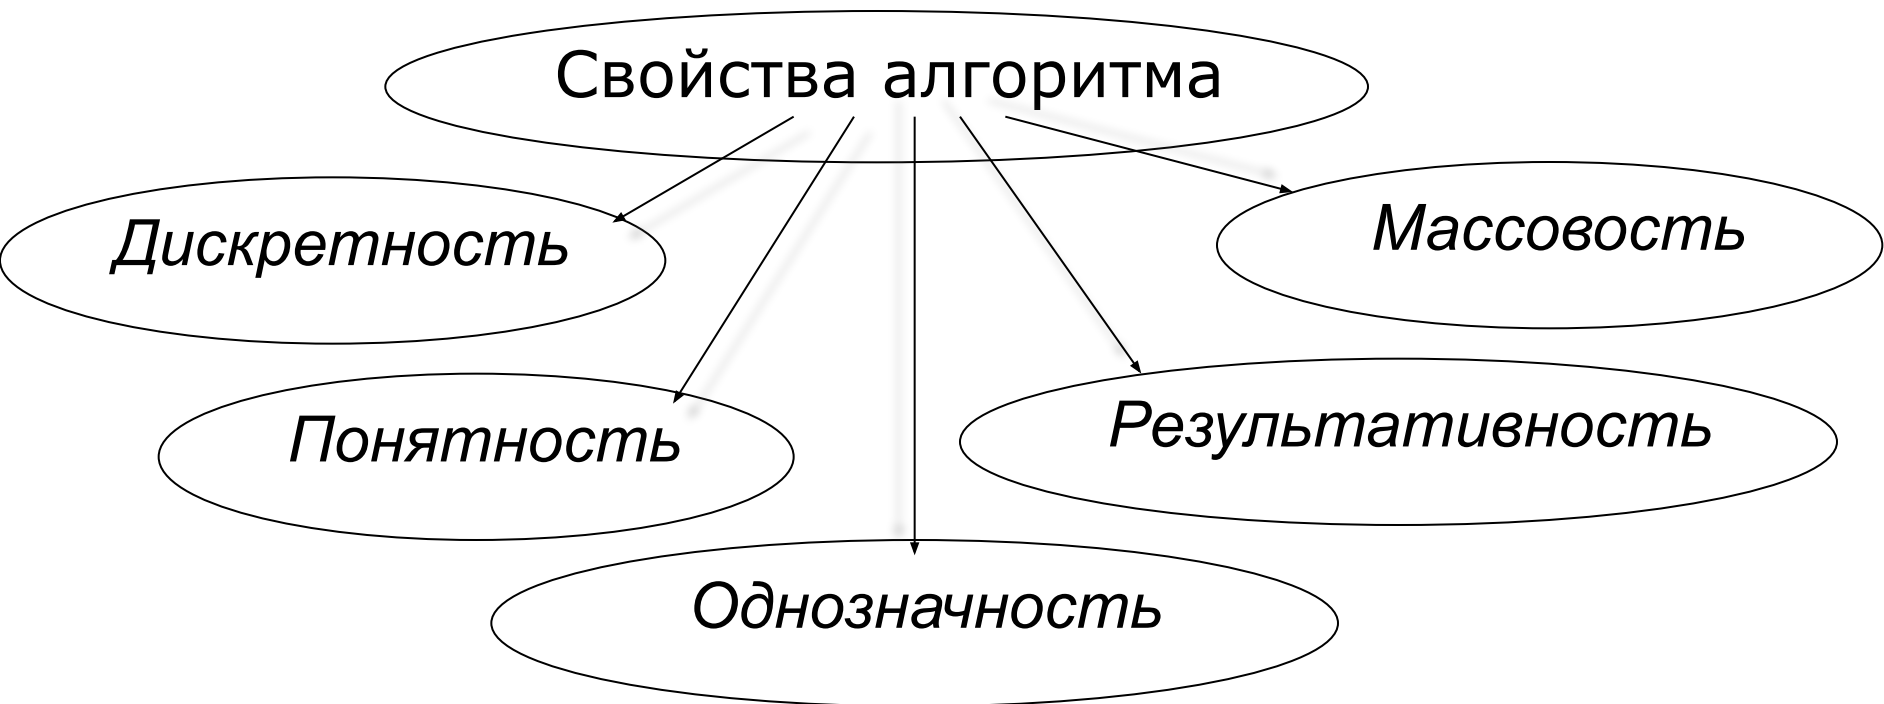 Свойства алгоритма
Дискретность
Массовость
Понятность
Результативность
Однозначность